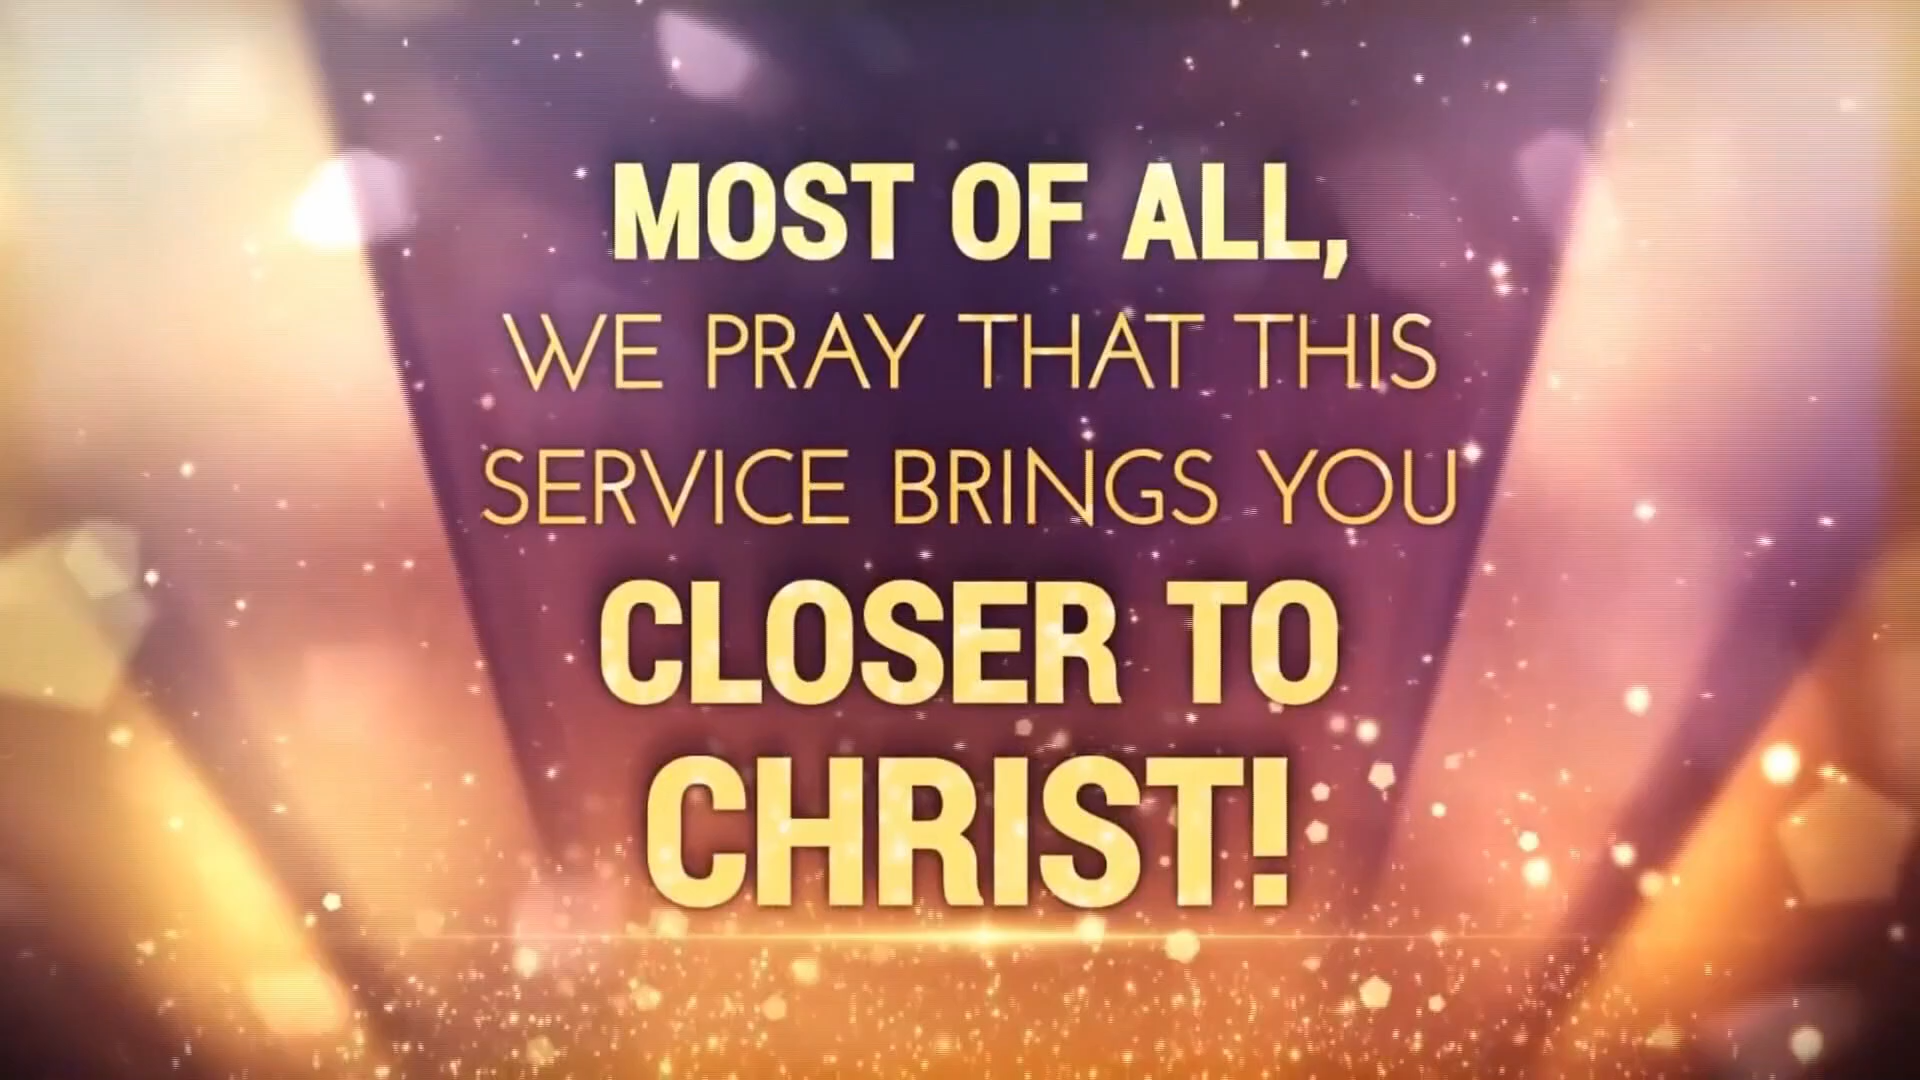 MOST OF ALL,
WE PRAY THAT THIS
SERVICE BRINGS YOU
CLOSER TO
CHRIST!